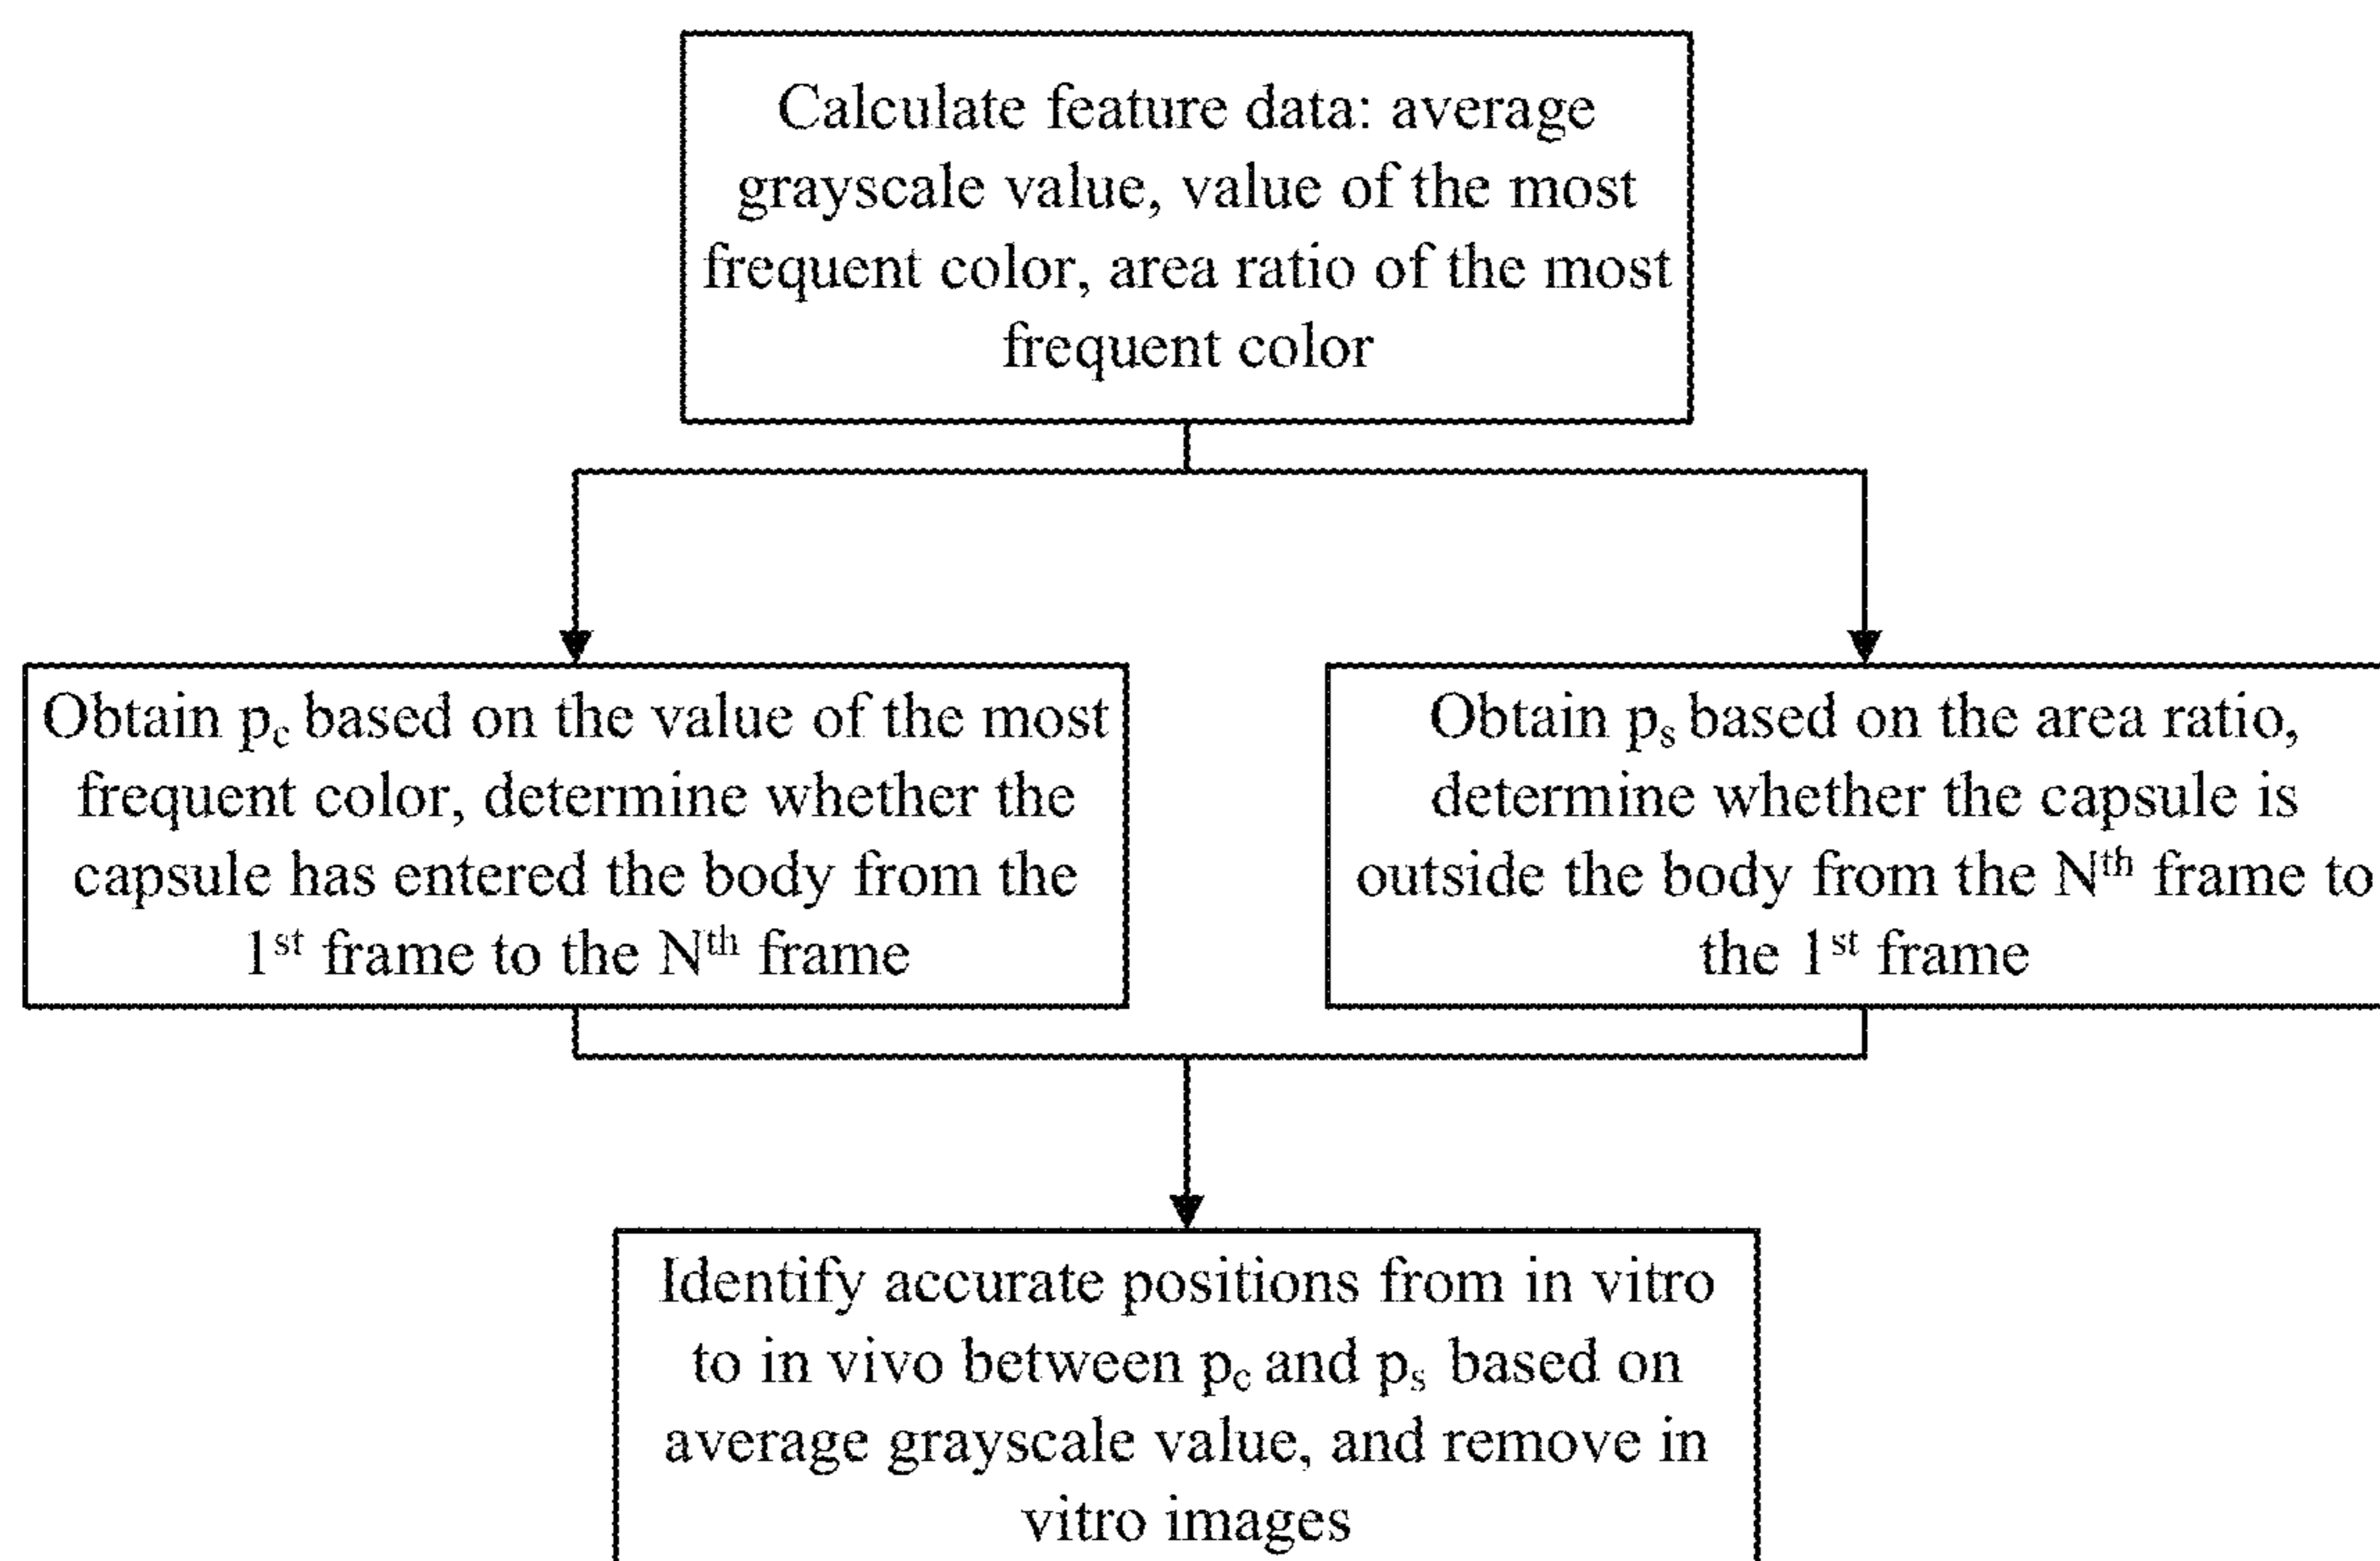 Calculate feature data: average
grayscale value, value of the most
frequent color, area ratio of the most
frequent color
Obtain pc based on the value of the most
frequent color, determine whether the
capsule has entered the body from the
1st frame to the Nth frame
Obtain ps based on the area ratio,
determine whether the capsule is
outside the body from the Nth frame to
the 1st frame
Identify accurate positions from in vitro
to in vivo between pc and ps based on
average grayscale value, and remove in
vitro images